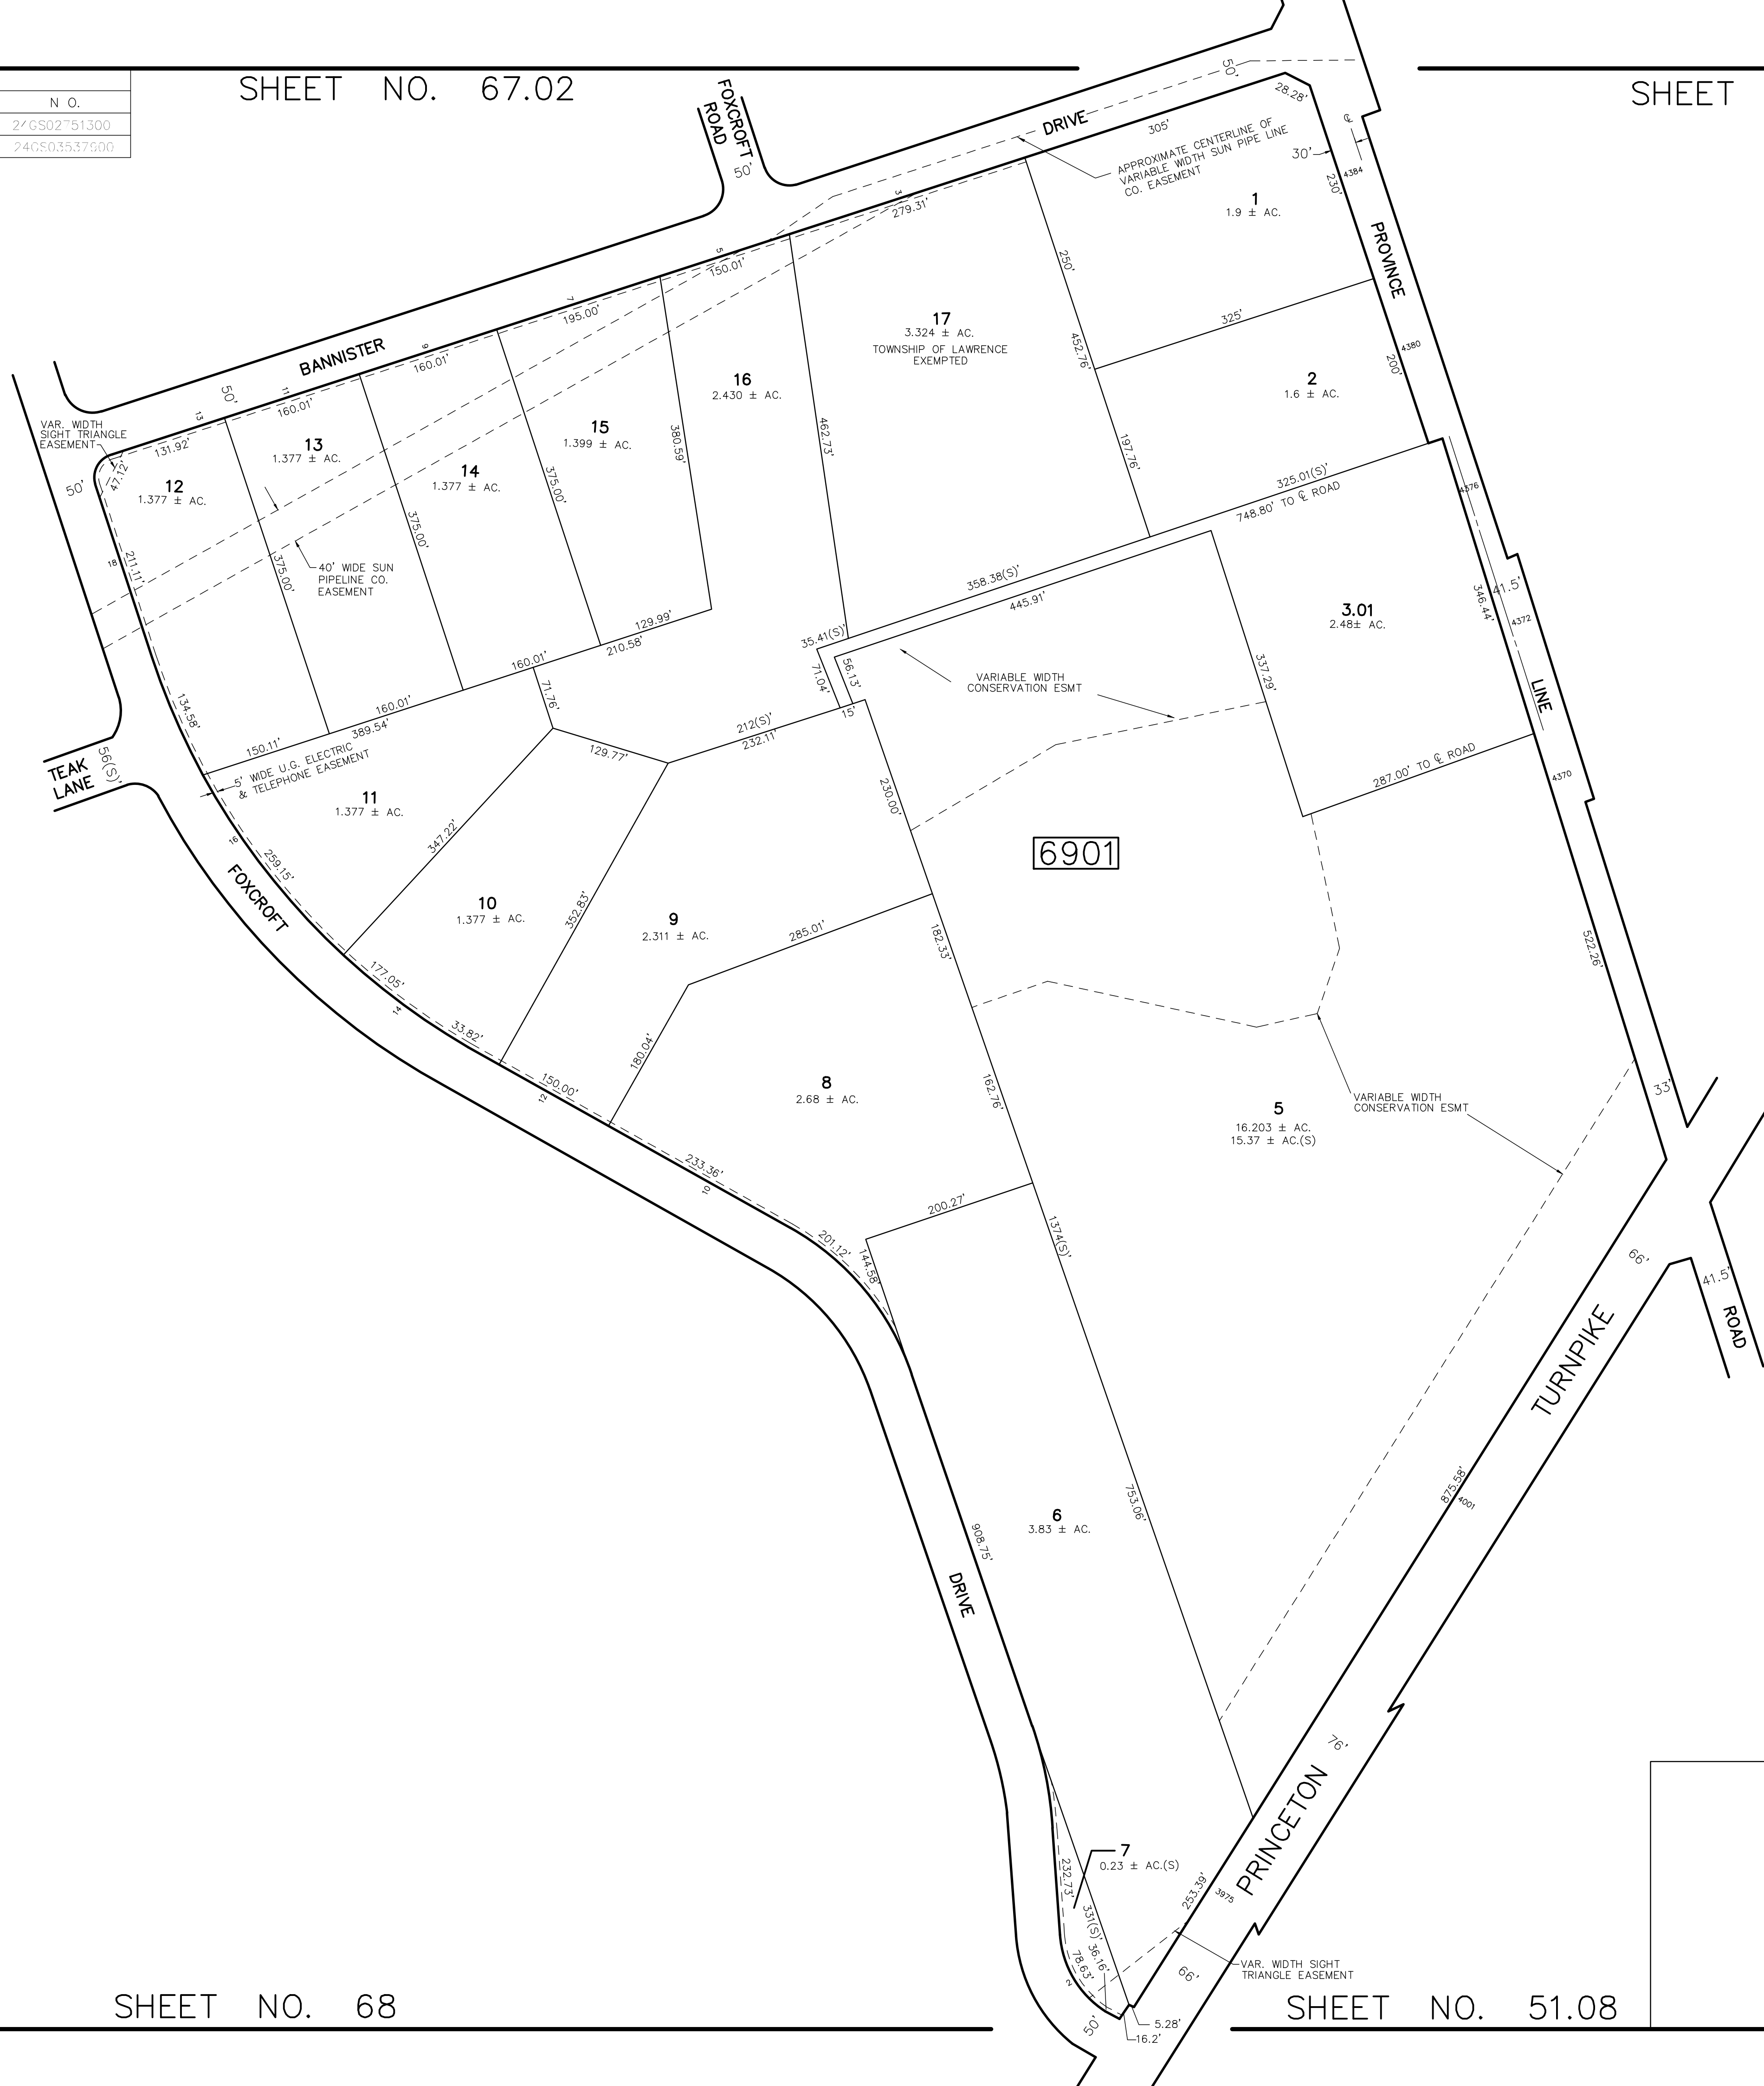 SHEET NO. 67.02
SHEET
N O.
24GS02751300
FOXCROFT
ROAD
50'
50'
DRIVE
28.28'
305'
APPROXIMATE CENTERLINE OF
VARIABLE WIDTH SUN PIPE LINE
CO. EASEMENT
℄
30'
4384
230'
1
1.9 ± AC.
3
279.31'
5
150.01'
250'
PROVINCE
7
195.00'
17
3.324 ± AC.
TOWNSHIP OF LAWRENCE
EXEMPTED
325'
452.76'
4380
200'
BANNISTER
9
160.01'
16
2.430 ± AC.
2
1.6 ± AC.
50'
11
160.01'
13
131.92'
VAR. WIDTH
SIGHT TRIANGLE
EASEMENT
47.12'
50'
13
1.377 ± AC.
15
1.399 ± AC.
380.59'
462.73'
197.76'
12
1.377 ± AC.
14
1.377 ± AC.
375.00'
375.00'
375.00'
325.01(S)'
748.80' TO ℄ ROAD
4376
18
211.11'
40' WIDE SUN
PIPELINE CO.
EASEMENT
358.38(S)'
445.91'
41.5'
346.44'
4372
3.01
2.48± AC.
129.99'
210.58'
35.41(S)'
71.04'
56.13'
15'
160.01'
71.76'
VARIABLE WIDTH
CONSERVATION ESMT
337.29'
LINE
134.58'
160.01'
389.54'
150.11'
212(S)'
232.11'
129.77'
56(S)'
TEAK
LANE
5' WIDE U.G. ELECTRIC
& TELEPHONE EASEMENT
287.00' TO ℄ ROAD
4370
11
1.377 ± AC.
230.00'
347.22'
16
259.15'
FOXCROFT
6901
10
1.377 ± AC.
352.83'
9
2.311 ± AC.
285.01'
182.33'
522.26'
177.05'
14
33.82'
150.00'
12
180.04'
8
2.68 ± AC.
162.76'
5
16.203 ± AC.
15.37 ± AC.(S)
VARIABLE WIDTH
CONSERVATION ESMT
33'
233.36'
10
200.27'
201.12'
144.58'
1374(S)'
66'
41.5'
ROAD
TURNPIKE
875.58'
4001
753.06'
6
3.83 ± AC.
908.75'
DRIVE
76'
PRINCETON
7
0.23 ± AC.(S)
232.73'
253.39'
3975
331(S)'
36.16'
78.63'
2
66'
VAR. WIDTH SIGHT
TRIANGLE EASEMENT
50'
5.28'
16.2'
SHEET NO. 68
SHEET NO. 51.08